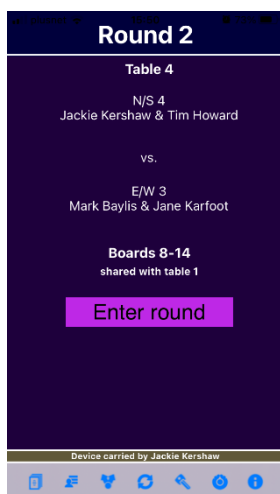 Round 2
Table 4
N/S 4
Jackie Kershaw & Tim Howard
vs.
E/W 3
Mark Baylis & Jane Karfoot
Boards 8-14
shared with table 1
Enter round
Device carried by Jackie Kershaw